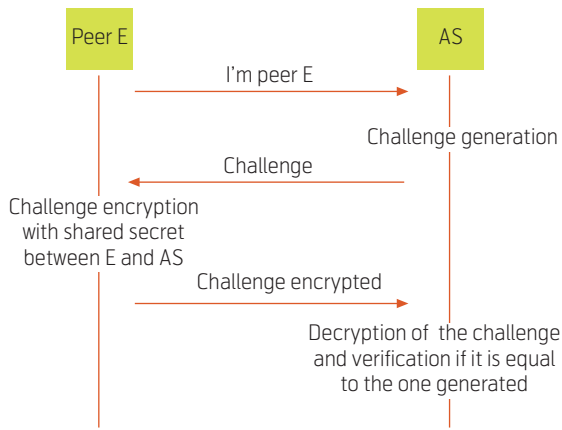 Peer E
AS
I'm peer E
Challenge generation
Challenge
Challenge encryption
with shared secret
between E and AS
Challenge encrypted
Decryption of the challenge
and verification if it is equal
to the one generated